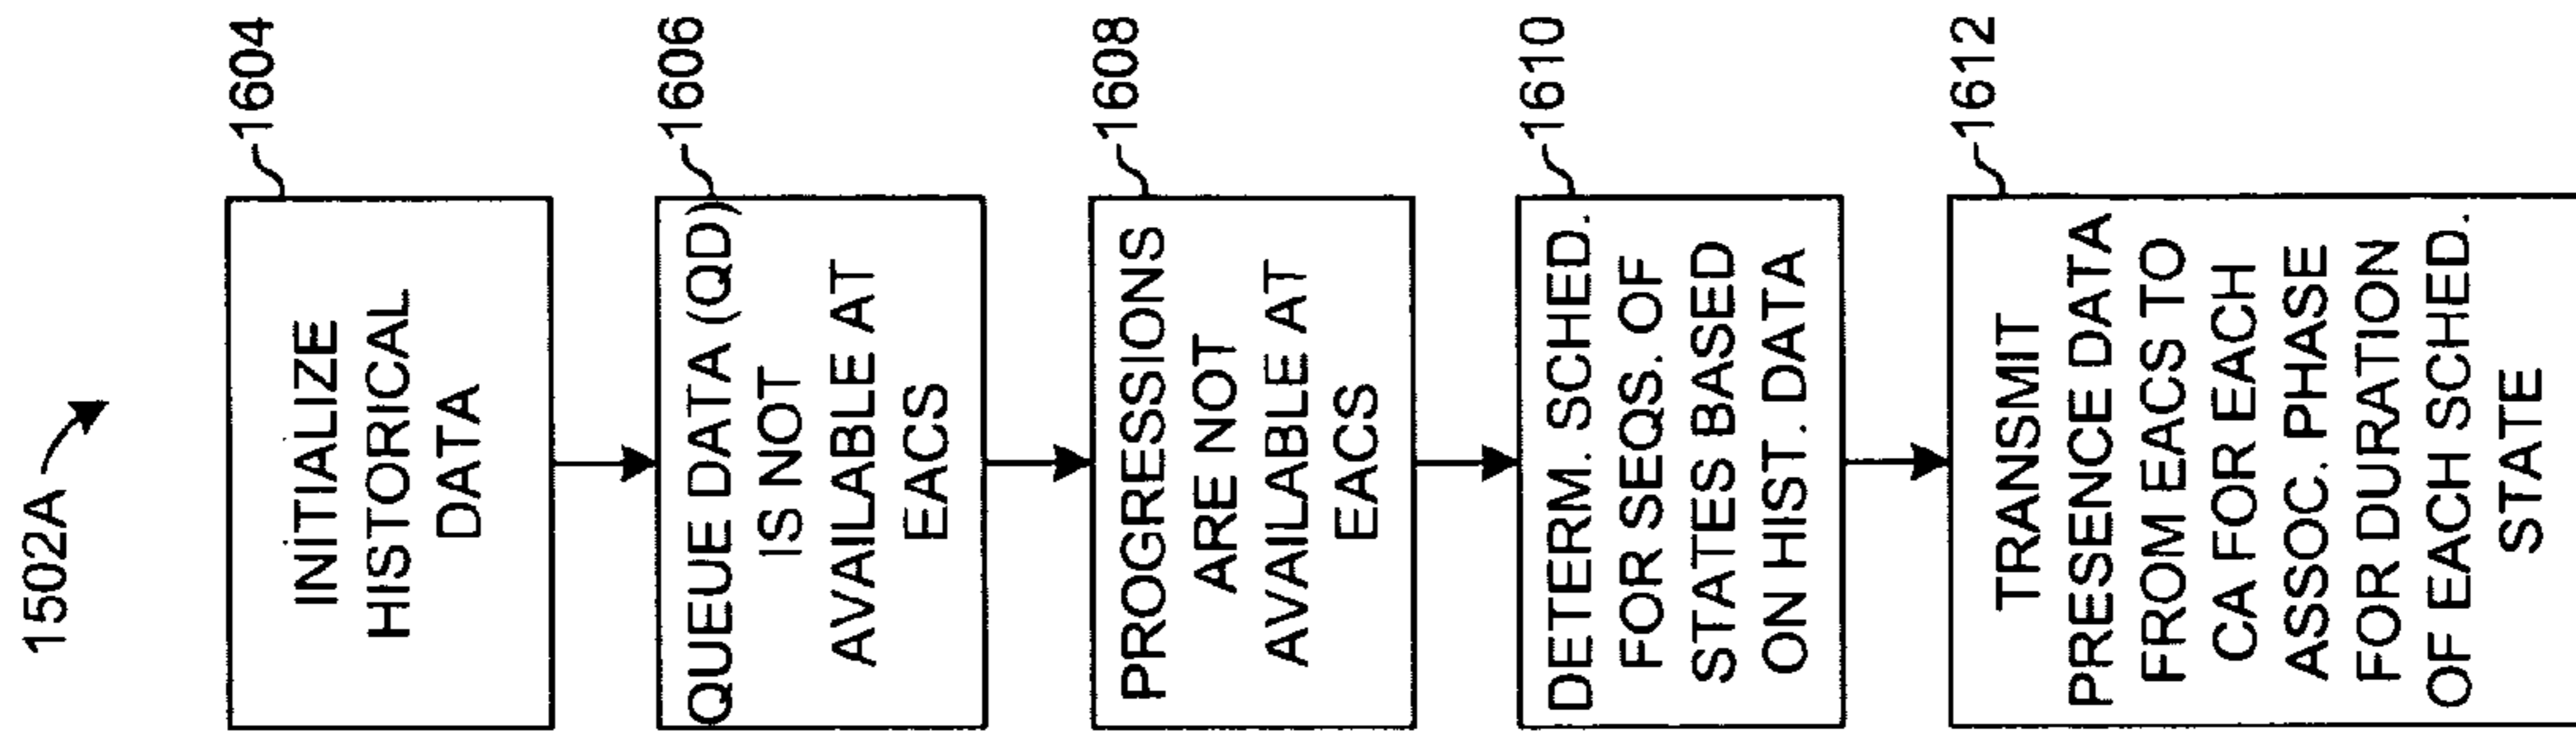 1502A
1604
INITIALIZE
HISTORICAL
DATA
1606
QUEUE DATA (QD)
IS NOT
AVAILABLE AT
EACS
1608
PROGRESSIONS
ARE NOT
AVAILABLE AT
EACS
1610
DETERM. SCHED.
FOR SEQS. OF
STATES BASED
ON HIST. DATA
1612
TRANSMIT
PRESENCE DATA
FROM EACS TO
CA FOR EACH
ASSOC. PHASE
FOR DURATION
OF EACH SCHED.
STATE